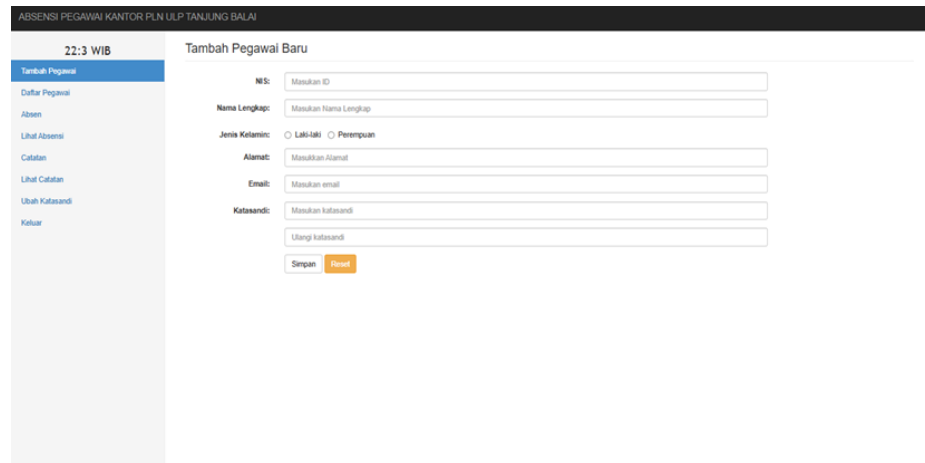 ABSENSI PEGAWAI KANTOR PLN ULP TANJUNG BALAI
22:3 WIB
Tambah Pegawai
Daftar Pegawai
Absen
Lihat Absensi
Catatan
Lihat Catatan
Ubah Katasandi
Keluar
Tambah Pegawai Baru
NIS: Masukan ID
Nama Lengkap: Masukan Nama Lengkap
Jenis Kelamin: Laki-laki Perempuan
Alamat: Masukkan Alamat
Email: Masukan email
Katasandi: Masukan katasandi
Ulangi katasandi
Simpan Reset